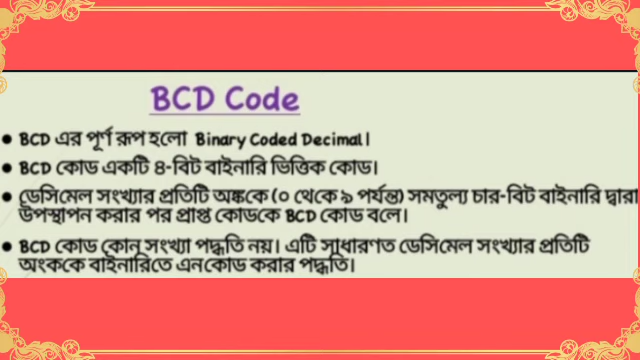 BCD Code
• BCD এর পূর্ণ রূপ হলো Binary Coded Decimal।
• BCD কোড একটি ৪-বিট বাইনারি ভিত্তিক কোড।
• ডেসিমেল সংখ্যার প্রতিটি অঙ্ককে (০ থেকে ৯ পর্যন্ত) সমতুল্য চার-বিট বাইনারি দ্বারা
উপস্থাপন করার পর প্রাপ্ত কোডকে BCD কোড বলে।
• BCD কোড কোন সংখ্যা পদ্ধতি নয়। এটি সাধারণত ডেসিমেল সংখ্যার প্রতিটি
অংককে বাইনারিতে এনকোড করার পদ্ধতি।